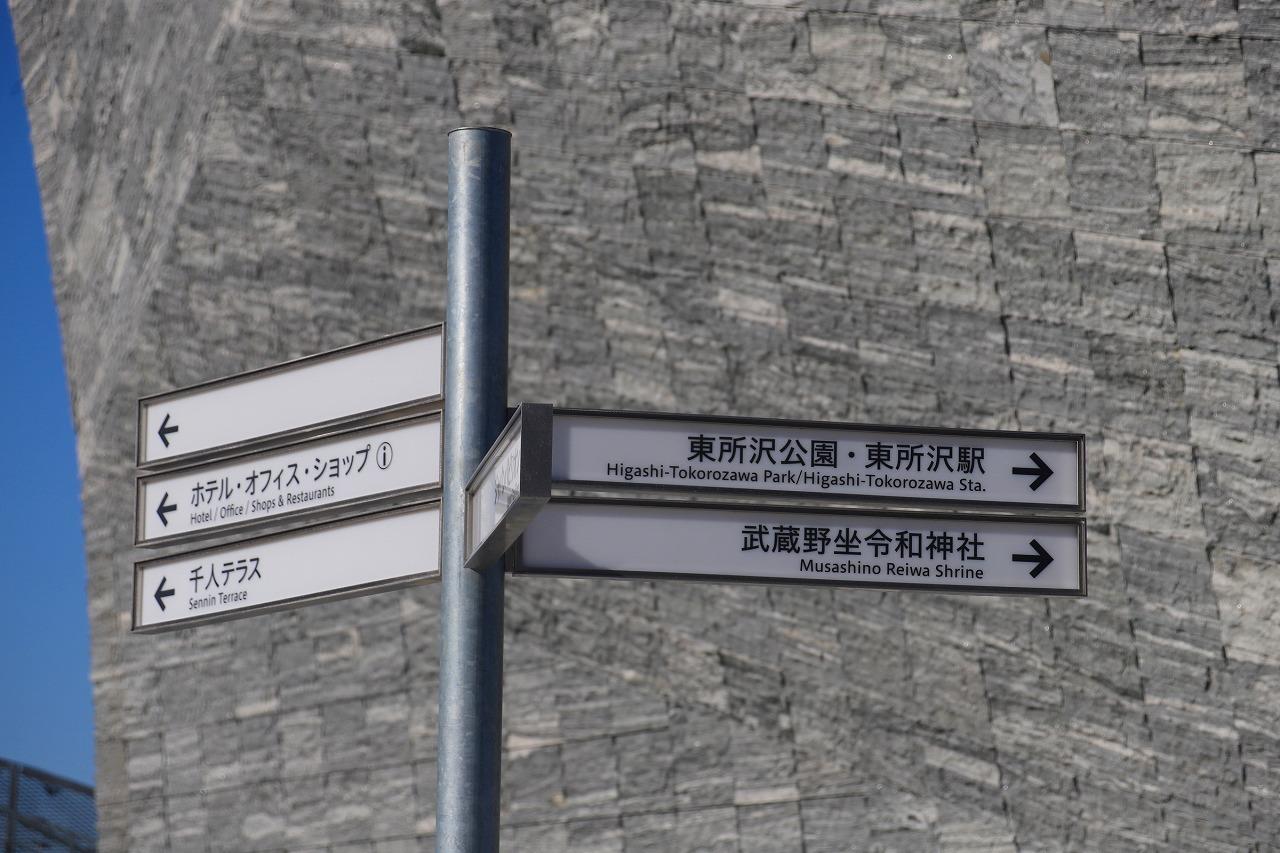 ←
← ホテル・オフィス・ショップ ⓘ
Hotel / Office / Shops & Restaurants
← 千人テラス
Sennin Terrace
東所沢公園・東所沢駅 →
Higashi-Tokorozawa Park/Higashi-Tokorozawa Sta.
武蔵野坐令和神社 →
Musashino Reiwa Shrine